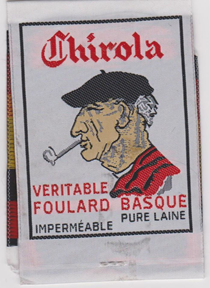 Chirola
VERITABLE
FOULARD BASQUE
IMPERMÉABLE PURE LAINE